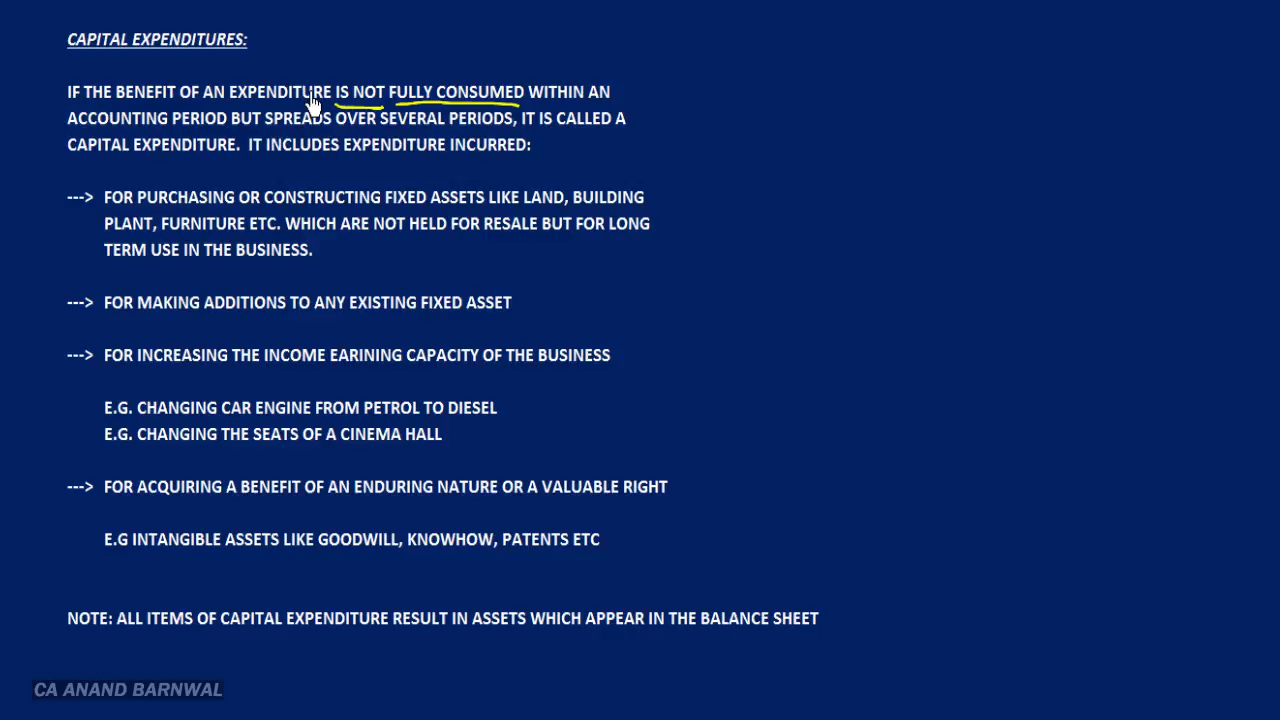 CAPITAL EXPENDITURES:
IF THE BENEFIT OF AN EXPENDITURE IS NOT FULLY CONSUMED WITHIN AN
ACCOUNTING PERIOD BUT SPREADS OVER SEVERAL PERIODS, IT IS CALLED A
CAPITAL EXPENDITURE. IT INCLUDES EXPENDITURE INCURRED:
---> FOR PURCHASING OR CONSTRUCTING FIXED ASSETS LIKE LAND, BUILDING
PLANT, FURNITURE ETC. WHICH ARE NOT HELD FOR RESALE BUT FOR LONG
TERM USE IN THE BUSINESS.
---> FOR MAKING ADDITIONS TO ANY EXISTING FIXED ASSET
---> FOR INCREASING THE INCOME EARINING CAPACITY OF THE BUSINESS
E.G. CHANGING CAR ENGINE FROM PETROL TO DIESEL
E.G. CHANGING THE SEATS OF A CINEMA HALL
---> FOR ACQUIRING A BENEFIT OF AN ENDURING NATURE OR A VALUABLE RIGHT
E.G INTANGIBLE ASSETS LIKE GOODWILL, KNOWHOW, PATENTS ETC
NOTE: ALL ITEMS OF CAPITAL EXPENDITURE RESULT IN ASSETS WHICH APPEAR IN THE BALANCE SHEET
CA ANAND BARNWAL